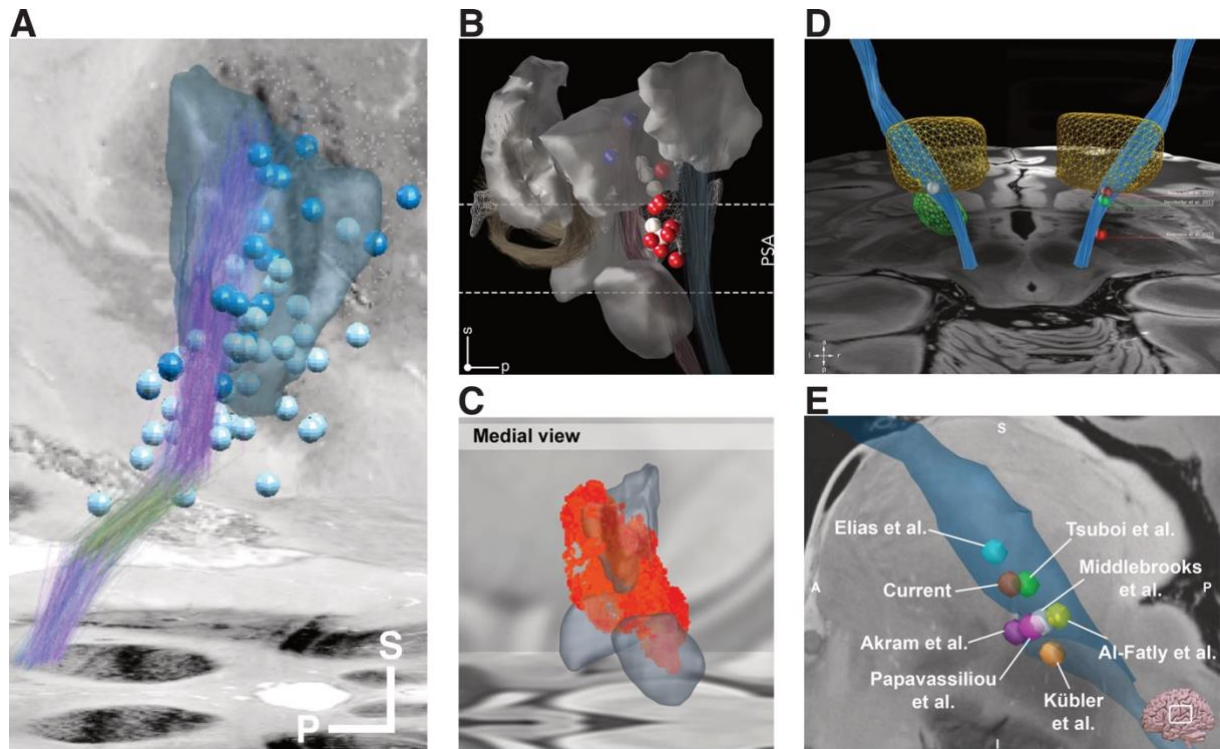 A
B
D
PSA
s
p
a
l
r
p
C
Medial view
E
S
Elias et al.
Tsuboi et al.
Current
Middlebrooks
et al.
A
P
Akram et al.
Al-Fatly et al.
Papavassiliou
et al.
Kübler
et al.
I
S
P